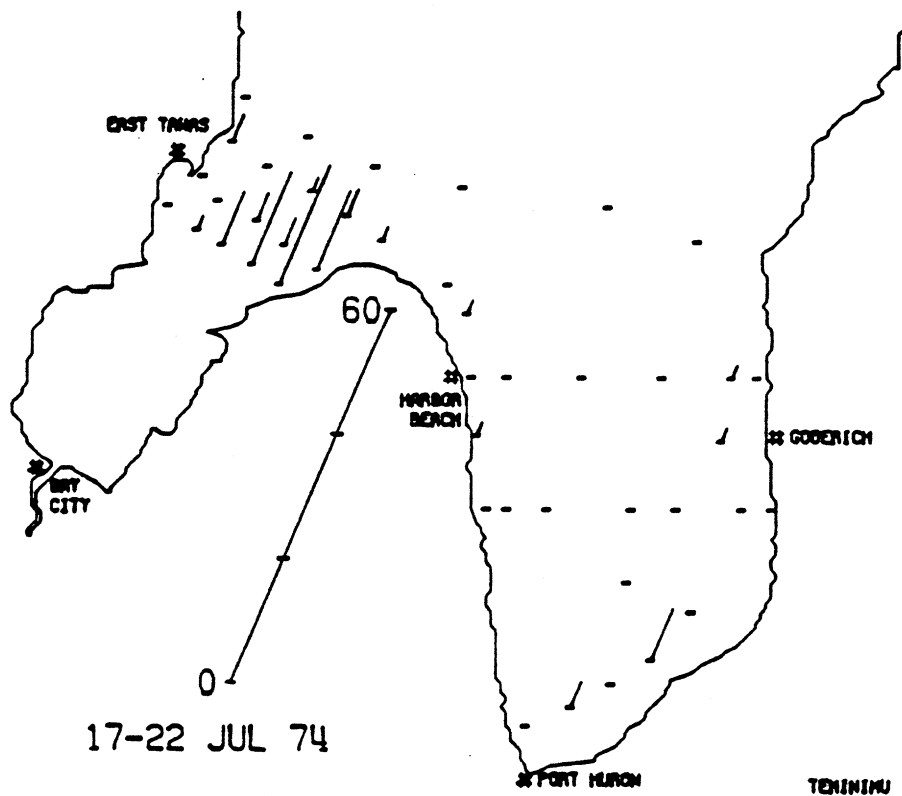 EAST TAWAS
60
HARBOR
BEACH
GODERICH
BAY
CITY
0
17-22 JUL 74
PORT HURON